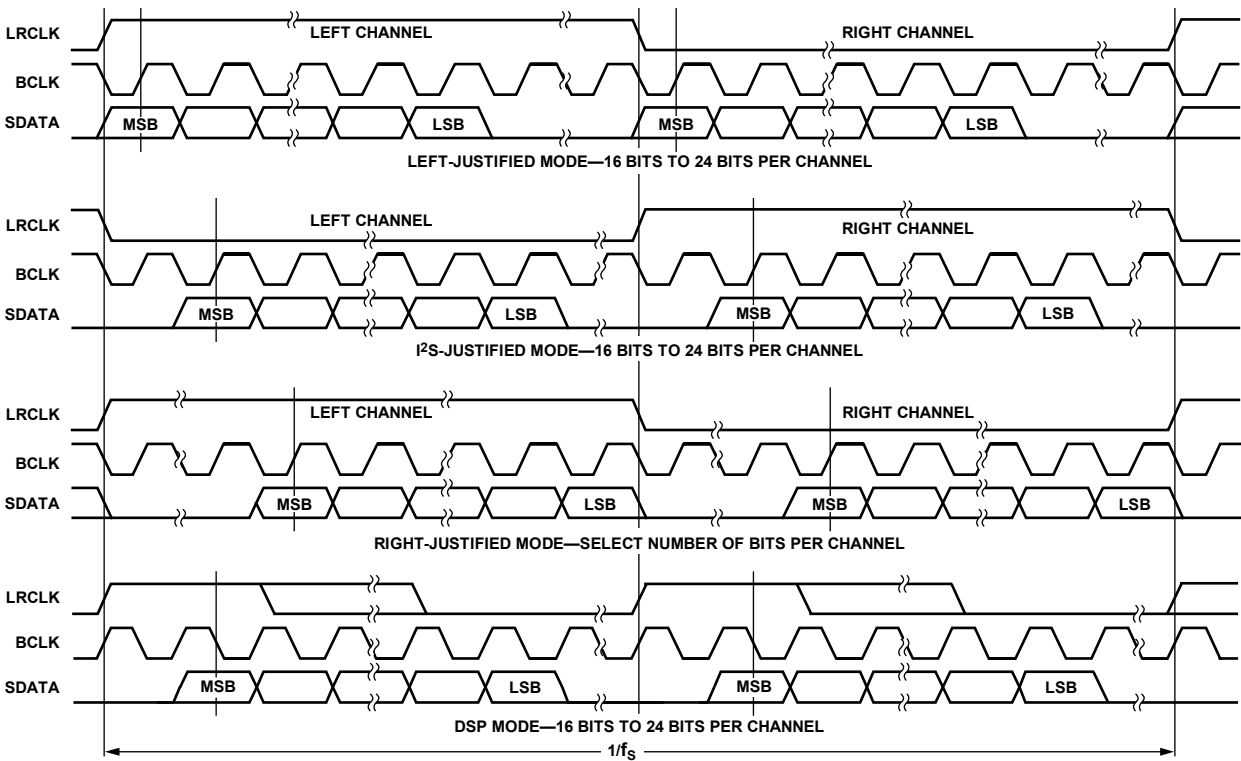 LRCLK LEFT CHANNEL RIGHT CHANNEL
BCLK
SDATA MSB LSB MSB LSB
LEFT-JUSTIFIED MODE—16 BITS TO 24 BITS PER CHANNEL
LRCLK LEFT CHANNEL RIGHT CHANNEL
BCLK
SDATA MSB LSB MSB LSB
I²S-JUSTIFIED MODE—16 BITS TO 24 BITS PER CHANNEL
LRCLK LEFT CHANNEL RIGHT CHANNEL
BCLK
SDATA MSB LSB MSB LSB
RIGHT-JUSTIFIED MODE—SELECT NUMBER OF BITS PER CHANNEL
LRCLK
BCLK
SDATA MSB LSB MSB LSB
DSP MODE—16 BITS TO 24 BITS PER CHANNEL
1/fS